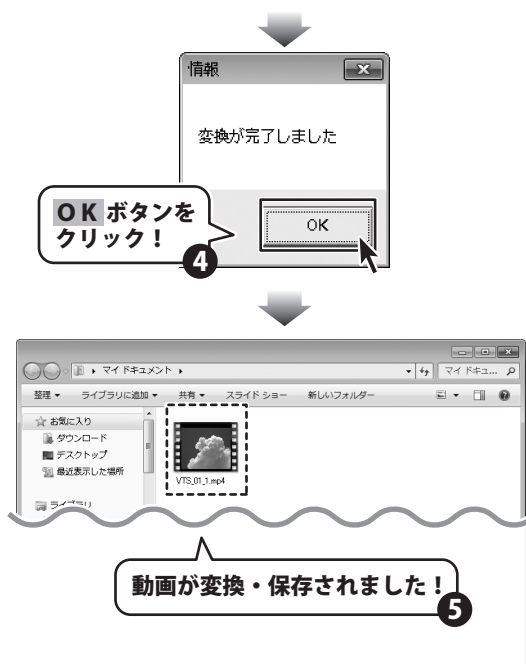 情報
変換が完了しました
OK ボタンを
クリック！
OK
4
マイ ドキュメント
マイ ドキュ...
整理 ライブラリに追加 共有 スライド ショー 新しいフォルダー
お気に入り
ダウンロード
デスクトップ
最近表示した場所
ライブラリ
VTS_01_1.mp4
動画が変換・保存されました！
5